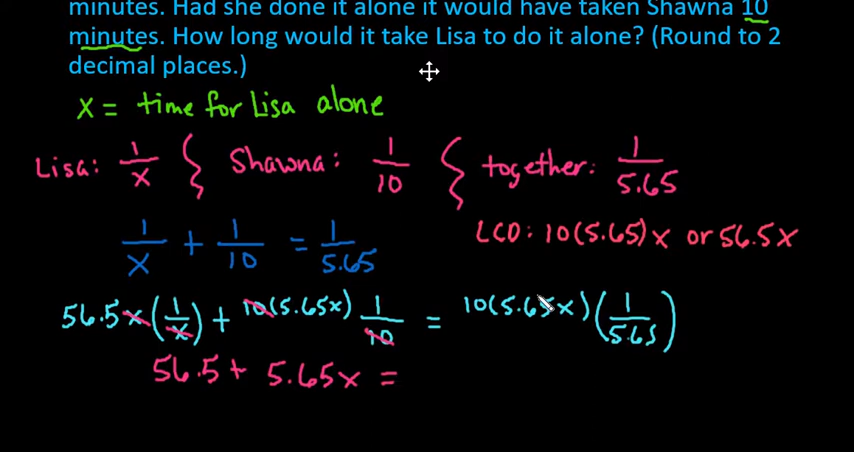 minutes. Had she done it alone it would have taken Shawna 10
minutes. How long would it take Lisa to do it alone? (Round to 2
decimal places.)
x = time for Lisa alone
Lisa: 1/x { Shawna: 1/10 { together: 1/5.65
LCD: 10(5.65)x or 56.5x
1/x + 1/10 = 1/5.65
56.5x(1/x) + 10(5.65x) 1/10 = 10(5.65x)(1/5.65)
56.5 + 5.65x =